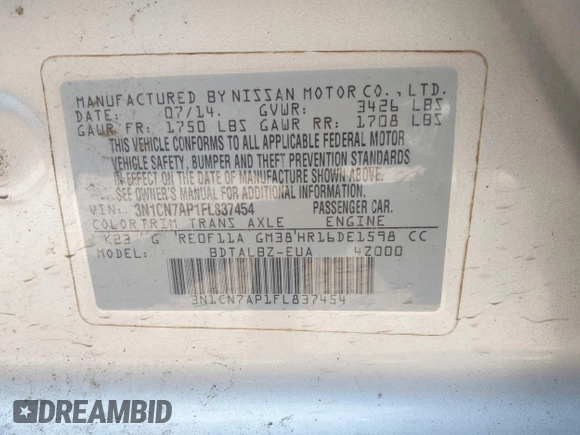 MANUFACTURED BY NISSAN MOTOR CO., LTD.
DATE: 07/14. GVWR: 3426 LBS
GAWR FR: 1750 LBS GAWR RR: 1708 LBS
THIS VEHICLE CONFORMS TO ALL APPLICABLE FEDERAL MOTOR
VEHICLE SAFETY, BUMPER AND THEFT PREVENTION STANDARDS
IN EFFECT ON THE DATE OF MANUFACTURE SHOWN ABOVE.
SEE OWNER'S MANUAL FOR ADDITIONAL INFORMATION.
VIN: 3N1CN7AP1FL837454 PASSENGER CAR.
COLOR TRIM TRANS AXLE ENGINE
K23 G RE0F11A GM38 HR16DE1598 CC
MODEL: BDTALBZ-EUA 4Z000
3N1CN7AP1FL837454
DREAMBID